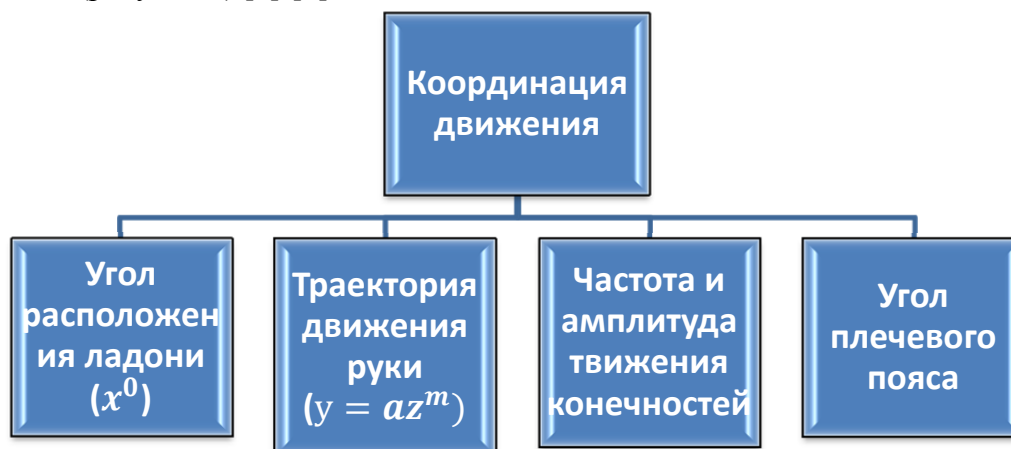 Координация
движения
Угол
расположен
ия ладони
(x⁰)
Траектория
движения
руки
(y = azᵐ)
Частота и
амплитуда
твижения
конечностей
Угол
плечевого
пояса